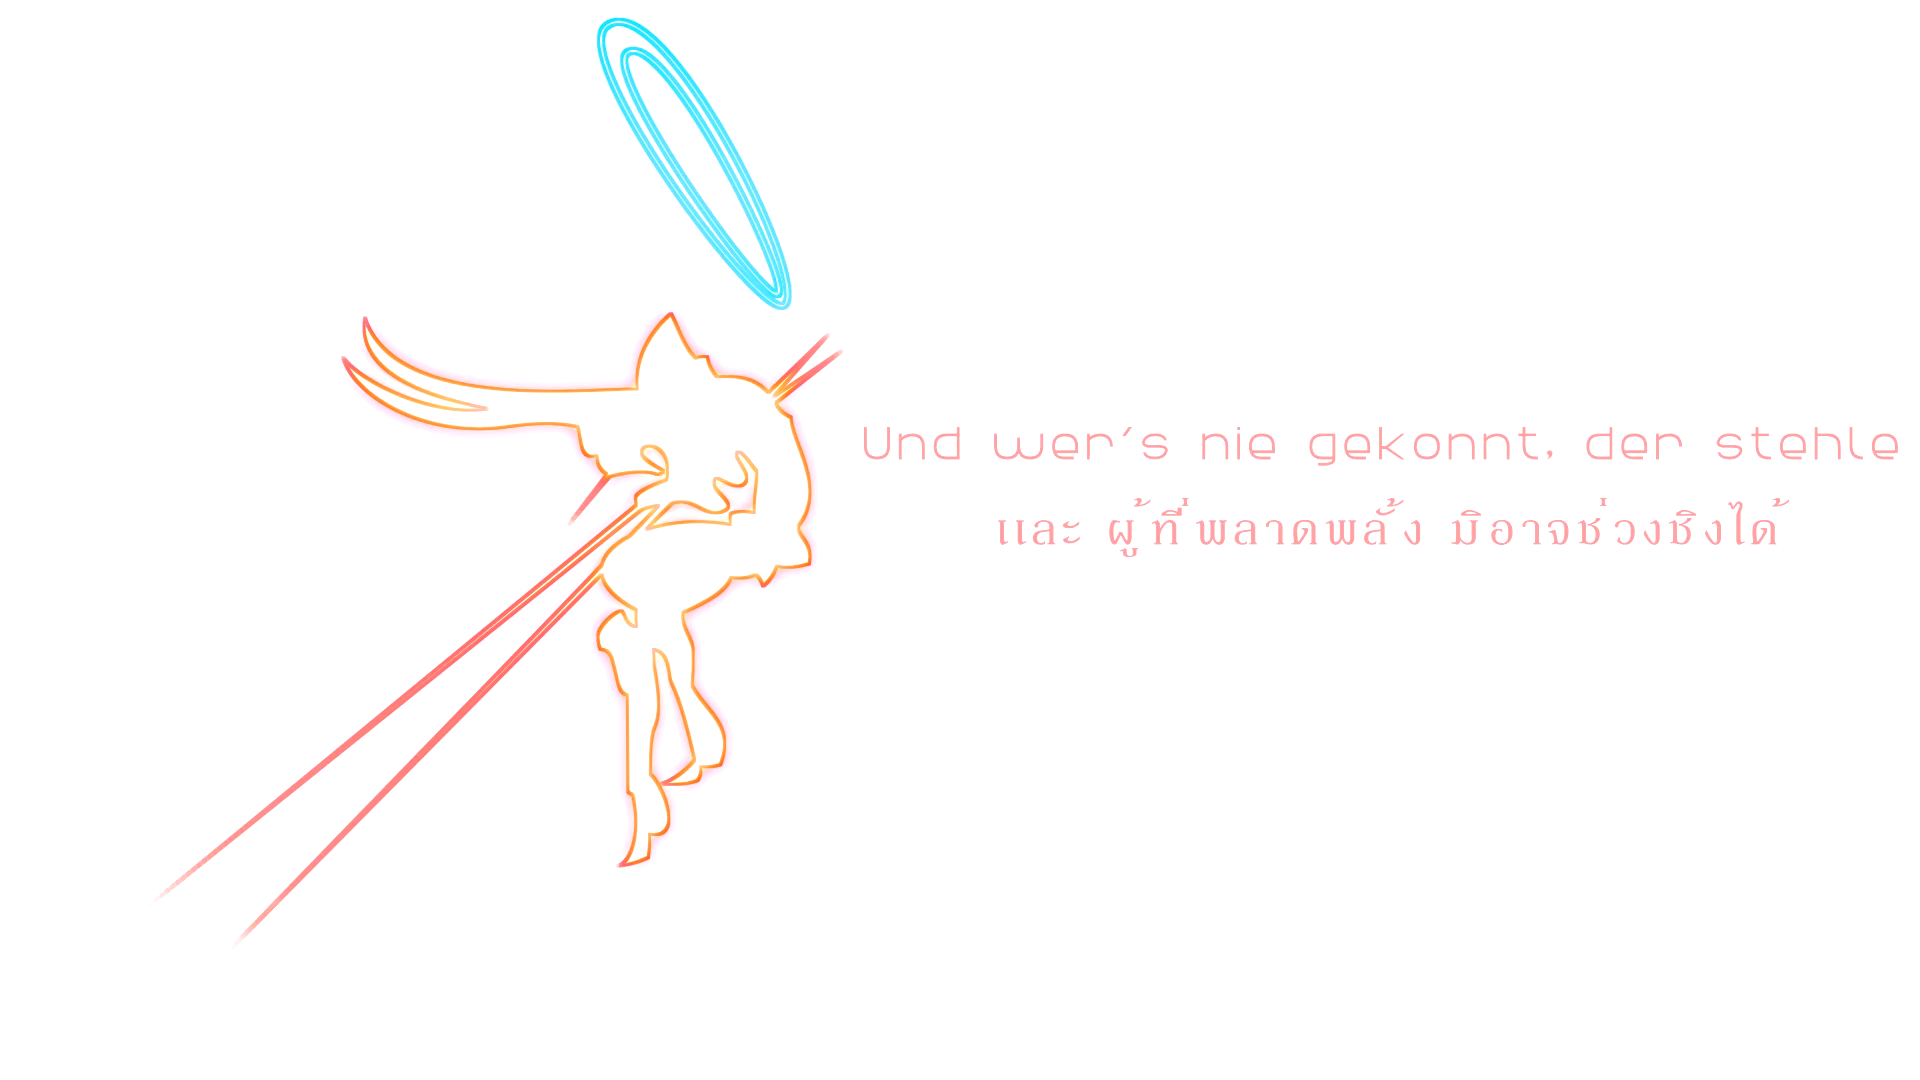 Und wer's nie gekonnt, der stehle
และ ผู้ที่พลาดพลั้ง มิอาจช่วงชิงได้